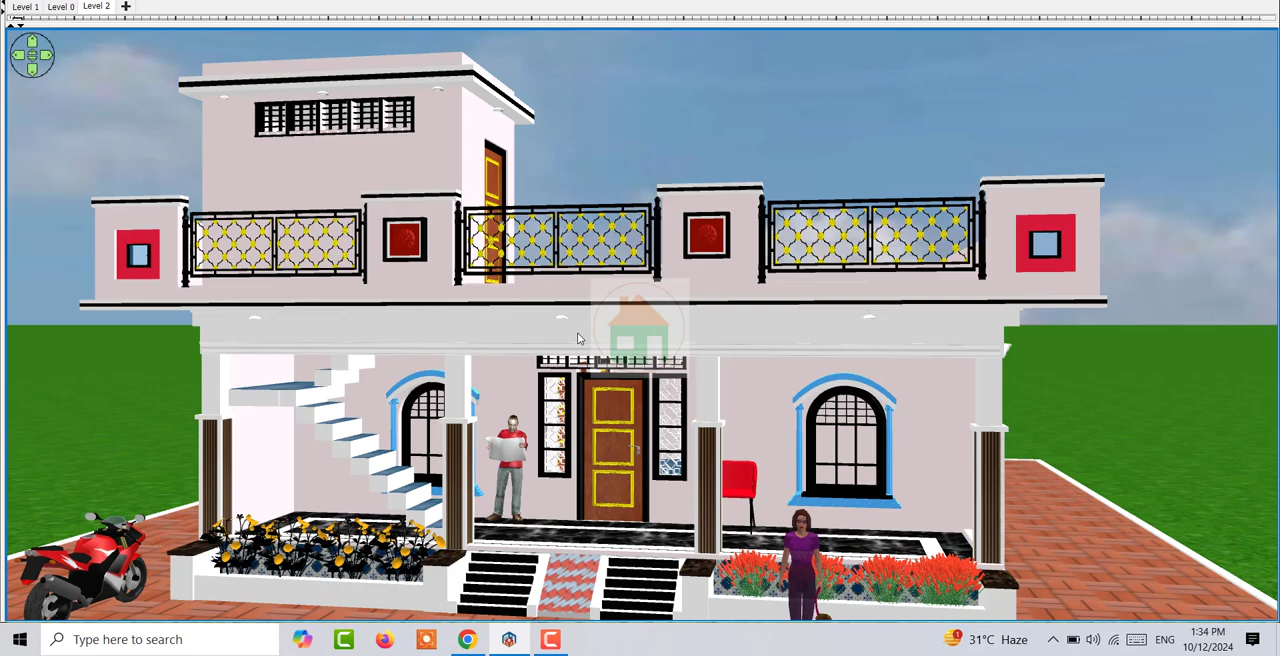 Level 1 Level 0 Level 2
Type here to search
31°C Haze
ENG
1:34 PM
10/12/2024
1